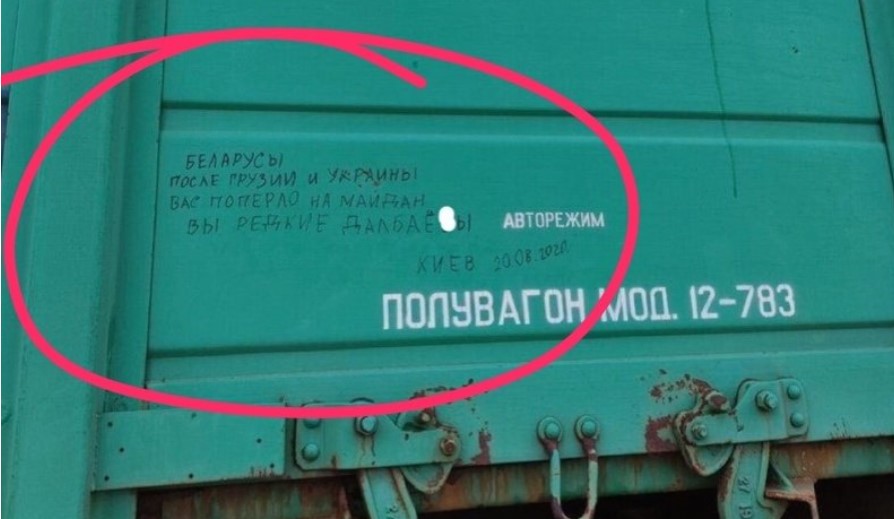 БЕЛАРУСЫ
ПОСЛЕ ГРУЗИИ И УКРАИНЫ
ВАС ПОПЕРЛО НА МАЙДАН
ВЫ РЕДКИЕ
АВТОРЕЖИМ
КИЕВ 20.08.2020
ПОЛУВАГОН МОД. 12-783